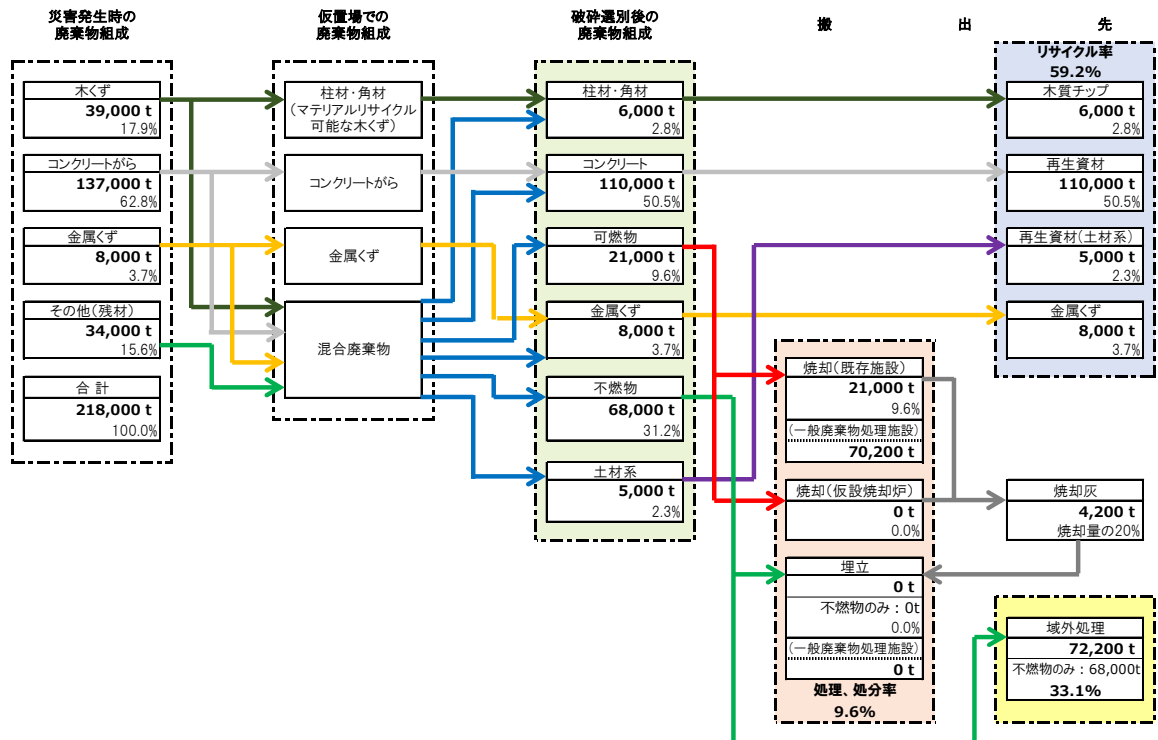 災害発生時の
廃棄物組成
仮置場での
廃棄物組成
破砕選別後の
廃棄物組成
搬 出 先
木くず
39,000 t
17.9%
コンクリートがら
137,000 t
62.8%
金属くず
8,000 t
3.7%
その他(残材)
34,000 t
15.6%
合 計
218,000 t
100.0%
柱材・角材
(マテリアルリサイクル
可能な木くず)
コンクリートがら
金属くず
混合廃棄物
柱材・角材
6,000 t
2.8%
コンクリート
110,000 t
50.5%
可燃物
21,000 t
9.6%
金属くず
8,000 t
3.7%
不燃物
68,000 t
31.2%
土材系
5,000 t
2.3%
焼却(既存施設)
21,000 t
9.6%
(一般廃棄物処理施設)
70,200 t
焼却(仮設焼却炉)
0 t
0.0%
埋立
0 t
不燃物のみ：0t
0.0%
(一般廃棄物処理施設)
0 t
処理、処分率
9.6%
リサイクル率
59.2%
木質チップ
6,000 t
2.8%
再生資材
110,000 t
50.5%
再生資材(土材系)
5,000 t
2.3%
金属くず
8,000 t
3.7%
焼却灰
4,200 t
焼却量の20%
域外処理
72,200 t
不燃物のみ：68,000t
33.1%